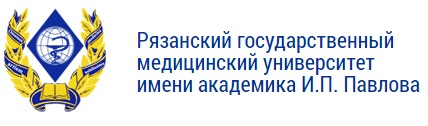 Рязанский государственный
медицинский университет
имени академика И.П. Павлова